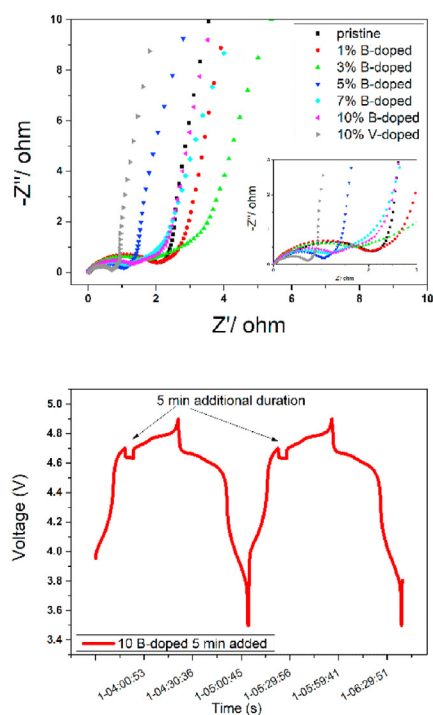 10
8
6
4
2
0
-Z''/ ohm
pristine
1% B-doped
3% B-doped
5% B-doped
7% B-doped
10% B-doped
10% V-doped
-Z''/ ohm
Z'/ ohm
0 2 4 6 8 10
Z'/ ohm
5.0
4.8
4.6
4.4
4.2
4.0
3.8
3.6
3.4
Voltage (V)
5 min additional duration
10 B-doped 5 min added
1-04:00:53 1-04:30:36 1-05:00:45 1-05:29:56 1-05:59:41 1-06:29:51
Time (s)